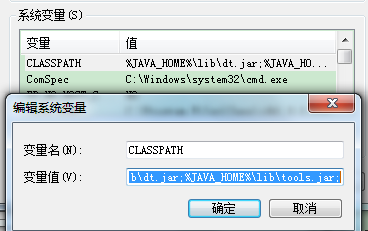 系统变量(S)
变量 值
CLASSPATH %JAVA_HOME%\lib\dt.jar;%JAVA_HO...
ComSpec C:\Windows\system32\cmd.exe
编辑系统变量
变量名(N): CLASSPATH
变量值(V): b\dt.jar;%JAVA_HOME%\lib\tools.jar;
确定 取消